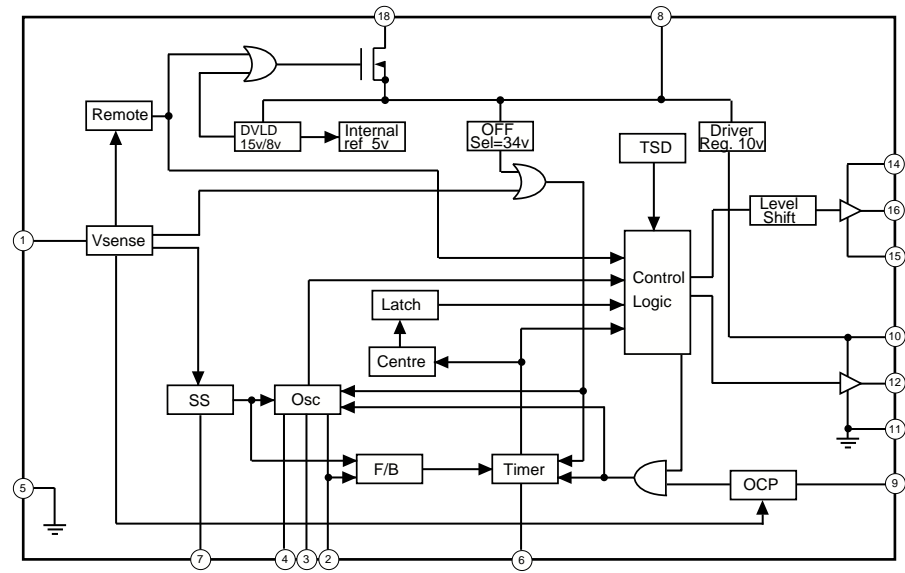 18
8
Remote
DVLD
15v/8v
Internal
ref 5v
OFF
Sel=34v
TSD
Driver
Reg. 10v
14
Level
Shift
16
1
Vsense
15
Control
Logic
Latch
10
Centre
12
SS
Osc
11
F/B
Timer
5
OCP
9
7
4
3
2
6